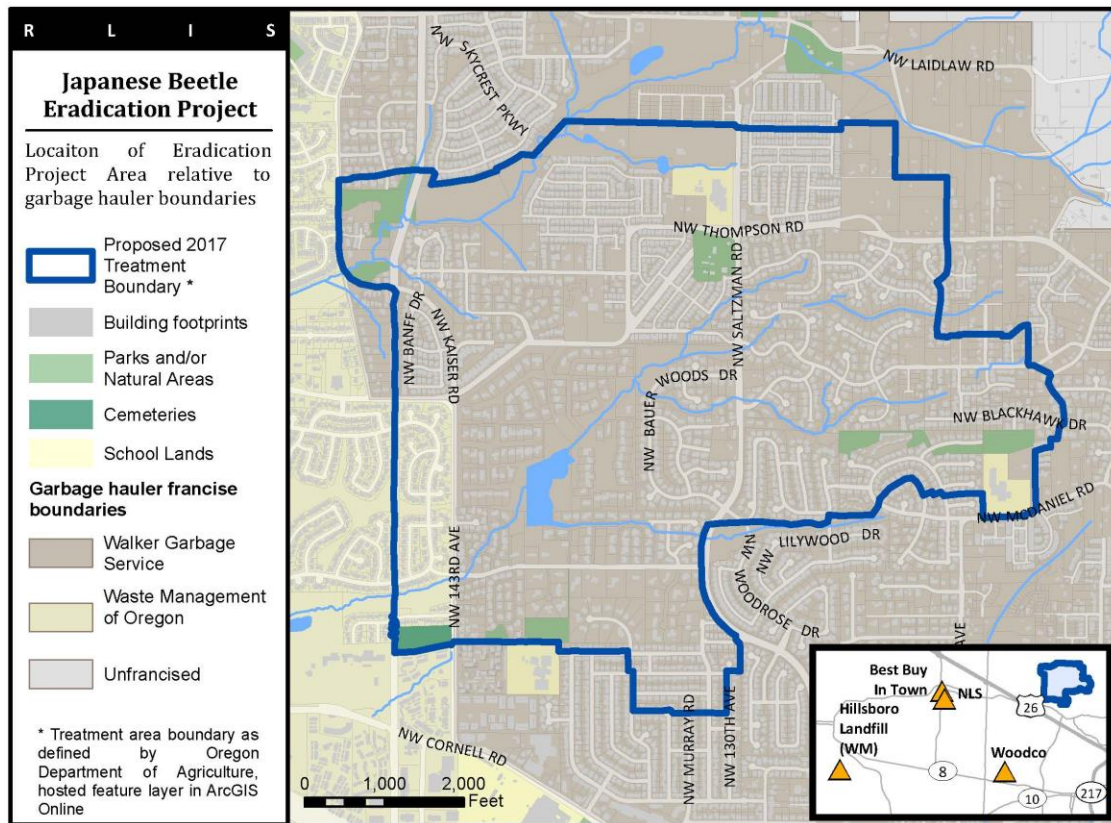 R L I S
Japanese Beetle
Eradication Project
Locaiton of Eradication
Project Area relative to
garbage hauler boundaries
Proposed 2017
Treatment
Boundary *
Building footprints
Parks and/or
Natural Areas
Cemeteries
School Lands
Garbage hauler francise
boundaries
Walker Garbage
Service
Waste Management
of Oregon
Unfrancised
* Treatment area boundary as
defined by Oregon
Department of Agriculture,
hosted feature layer in ArcGIS
Online
NW SKYCREST PKWY
NW LAIDLAW RD
NW THOMPSON RD
NW SALTZMAN RD
NW BANFF DR
NW KAISER RD
NW BAUER WOODS DR
NW BLACKHAWK DR
NW MCDANIEL RD
NW LILYWOOD DR
NW WOODROSE DR
NW 143RD AVE
NW MURRAY RD
NW 130TH AVE
AVE
NW CORNELL RD
0 1,000 2,000
Feet
Best Buy
In Town
NLS
Hillsboro
Landfill
(WM)
Woodco
26
8
10
217